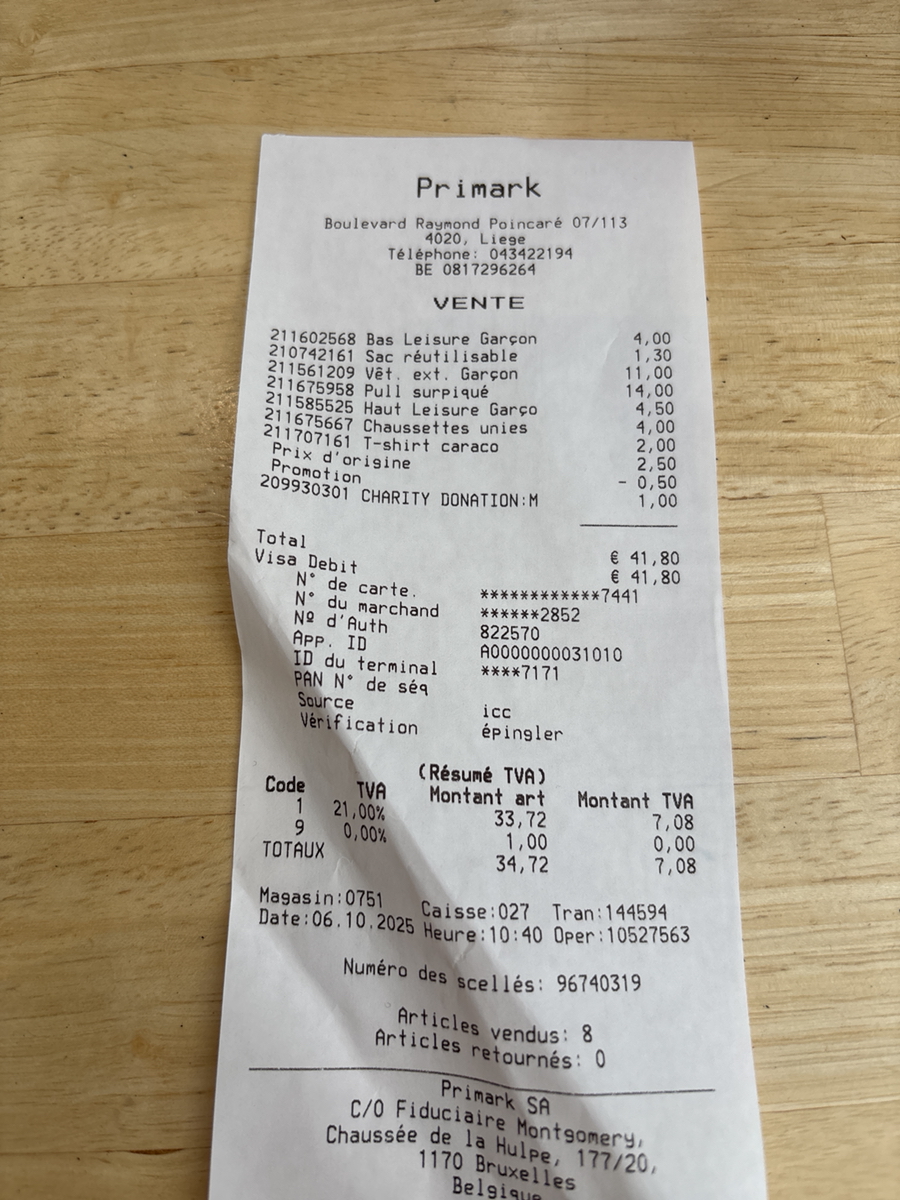 Primark
Boulevard Raymond Poincaré 07/113
4020, Liege
Téléphone: 043422194
BE 0817296264
VENTE
211602568 Bas Leisure Garçon 4,00
210742161 Sac réutilisable 1,30
211561209 Vêt. ext. Garçon 11,00
211675958 Pull surpiqué 14,00
211585525 Haut Leisure Garço 4,50
211675667 Chaussettes unies 4,00
211707161 T-shirt caraco 2,00
Prix d'origine 2,50
Promotion - 0,50
209930301 CHARITY DONATION:M 1,00
Total € 41,80
Visa Debit € 41,80
N° de carte. ************7441
N° du marchand ******2852
Nº d'Auth 822570
App. ID A0000000031010
ID du terminal ****7171
PAN N° de séq
Source icc
Vérification épingler
(Résumé TVA)
Code TVA Montant art Montant TVA
1 21,00% 33,72 7,08
9 0,00% 1,00 0,00
TOTAUX 34,72 7,08
Magasin:0751 Caisse:027 Tran:144594
Date:06.10.2025 Heure:10:40 Oper:10527563
Numéro des scellés: 96740319
Articles vendus: 8
Articles retournés: 0
Primark SA
C/O Fiduciaire Montgomery,
Chaussée de la Hulpe, 177/20,
1170 Bruxelles
Belgique